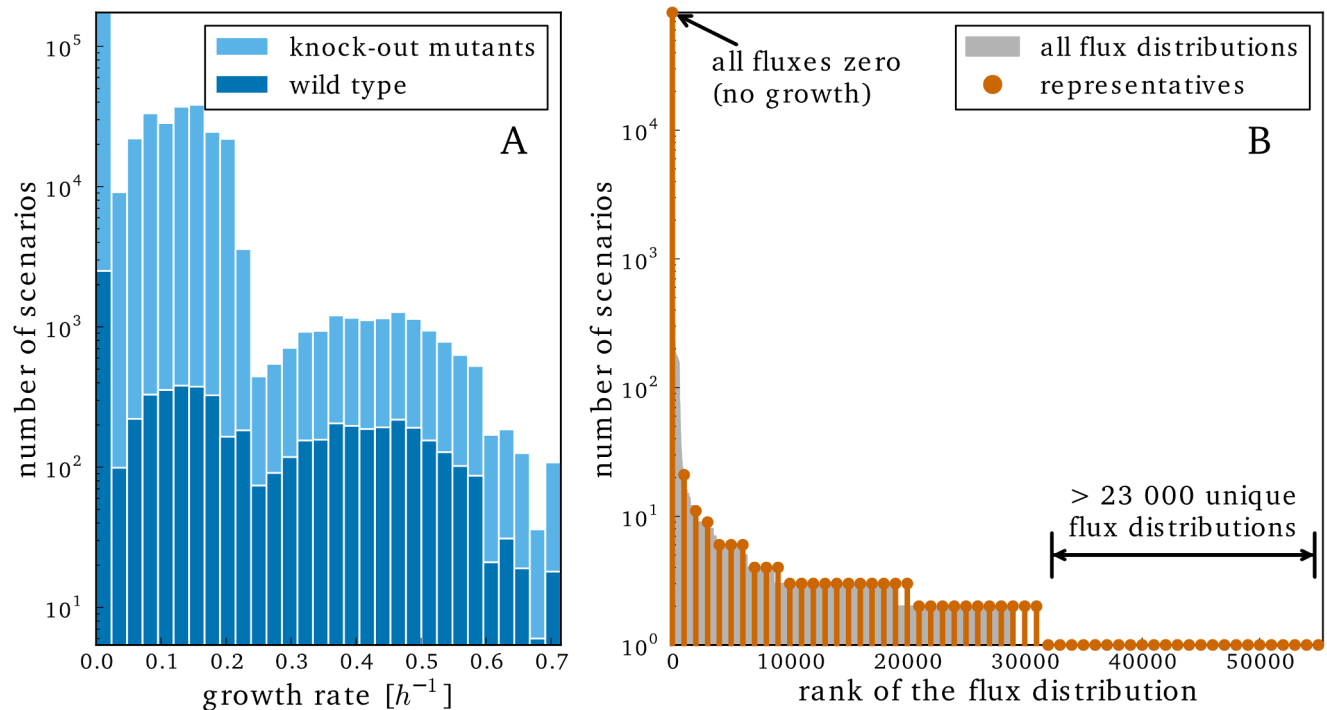 knock-out mutants
wild type
A
number of scenarios
10^5
10^4
10^3
10^2
10^1
0.0 0.1 0.2 0.3 0.4 0.5 0.6 0.7
growth rate [h^−1]
all fluxes zero
(no growth)
all flux distributions
representatives
B
number of scenarios
10^4
10^3
10^2
10^1
10^0
> 23 000 unique
flux distributions
0 10000 20000 30000 40000 50000
rank of the flux distribution